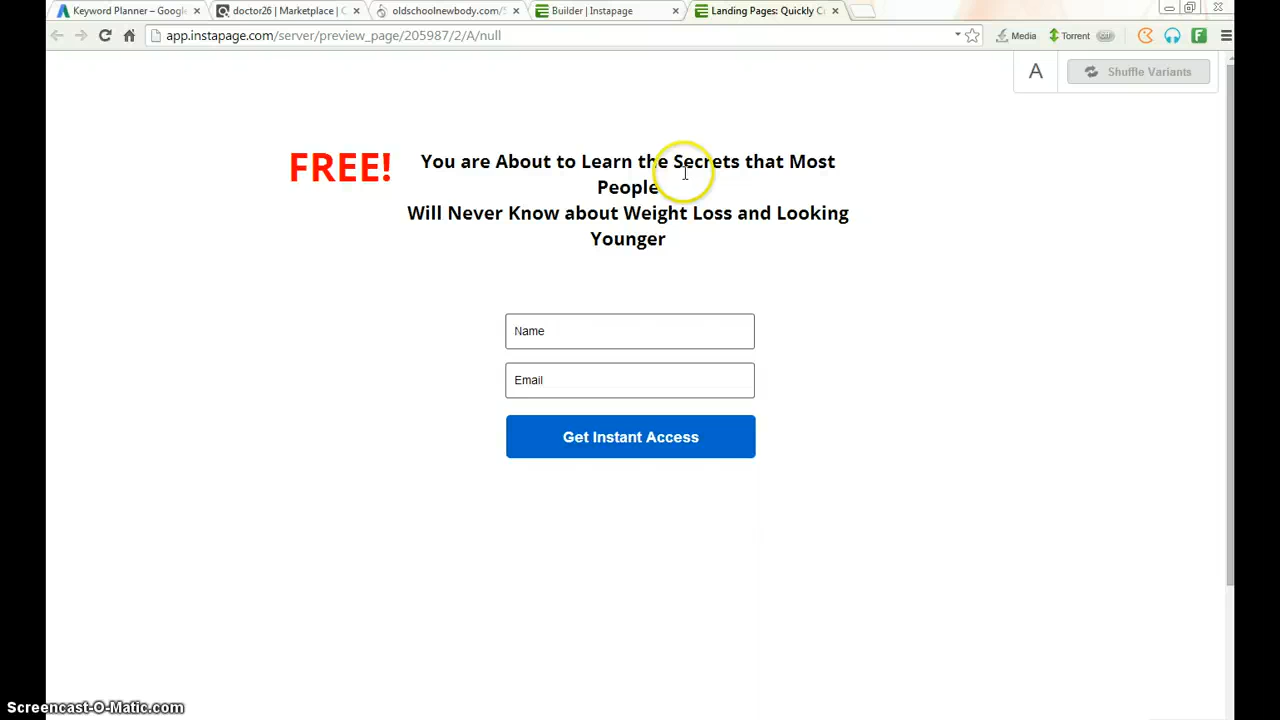 Keyword Planner – Google
doctor26 | Marketplace | C
oldschoolnewbody.com/
Builder | Instapage
Landing Pages: Quickly C
app.instapage.com/server/preview_page/205987/2/A/null
Media
Torrent
A
Shuffle Variants
FREE!
You are About to Learn the Secrets that Most
People
Will Never Know about Weight Loss and Looking
Younger
Name
Email
Get Instant Access
Screencast-O-Matic.com